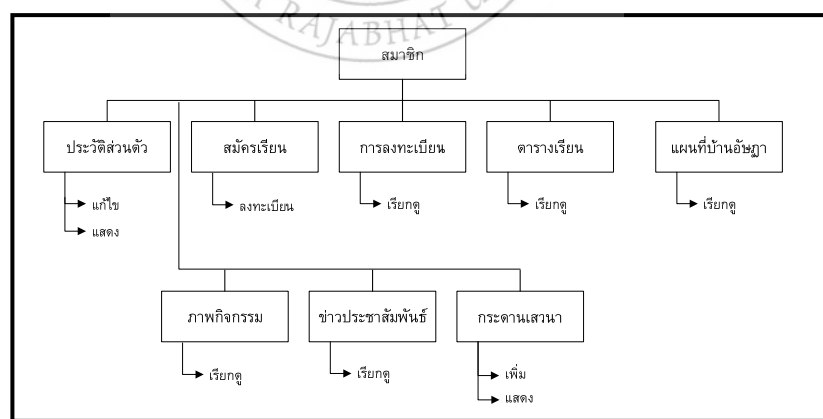 RAJABHAT
สมาชิก
ประวัติส่วนตัว
สมัครเรียน
การลงทะเบียน
ตารางเรียน
แผนที่บ้านอัษฎา
แก้ไข
แสดง
ลงทะเบียน
เรียกดู
เรียกดู
เรียกดู
ภาพกิจกรรม
ข่าวประชาสัมพันธ์
กระดานเสวนา
เรียกดู
เรียกดู
เพิ่ม
แสดง